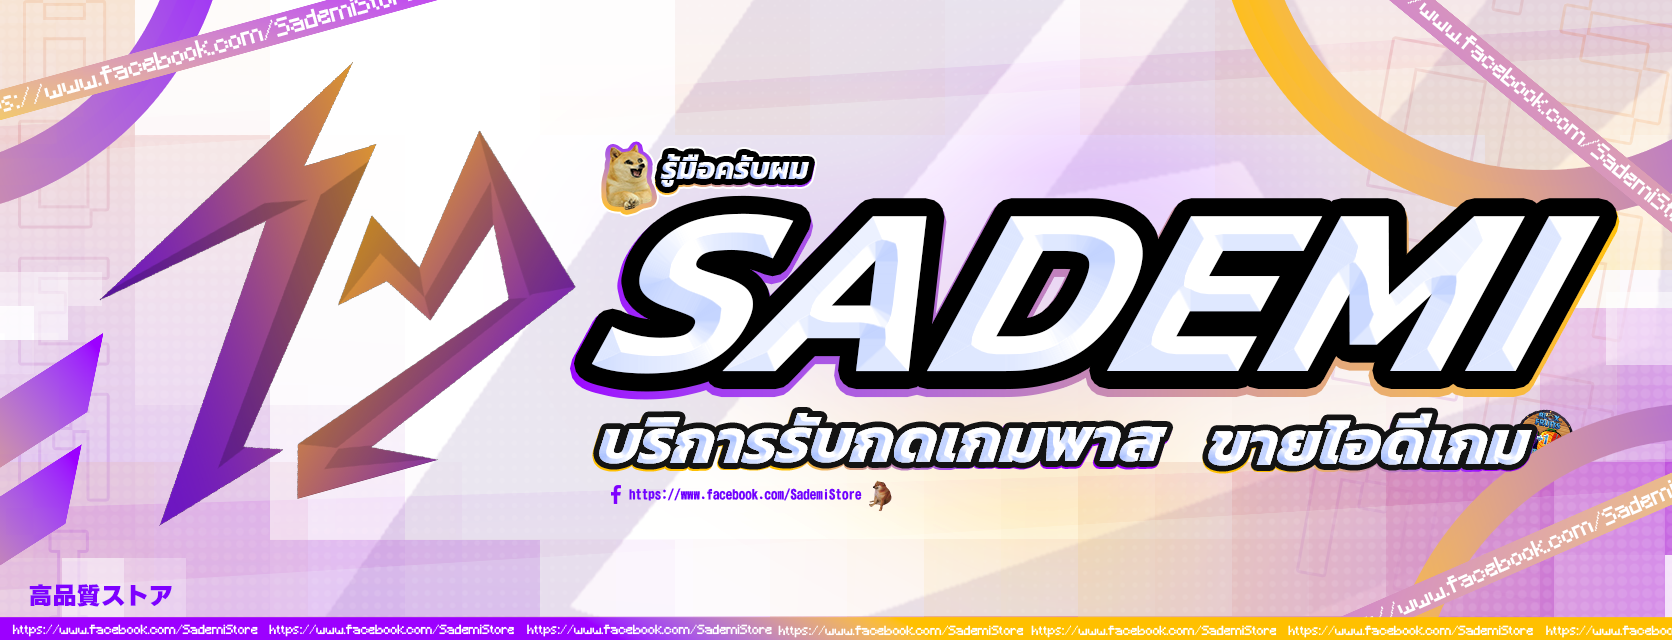 s://www.facebook.com/SademiStore
://www.facebook.com/SademiSt
รู้มือครับผม
SADEMI
บริการรับกดเกมพาส ขายไอดีเกม
https://www.facebook.com/SademiStore
://www.facebook.com/Sademi
高品質ストア
https://www.facebook.com/SademiStore https://www.facebook.com/SademiStore https://www.facebook.com/SademiStore https://www.facebook.com/SademiStore https://www.facebook.com/SademiStore https://www.facebook.com/SademiStore https://www.facebook.co